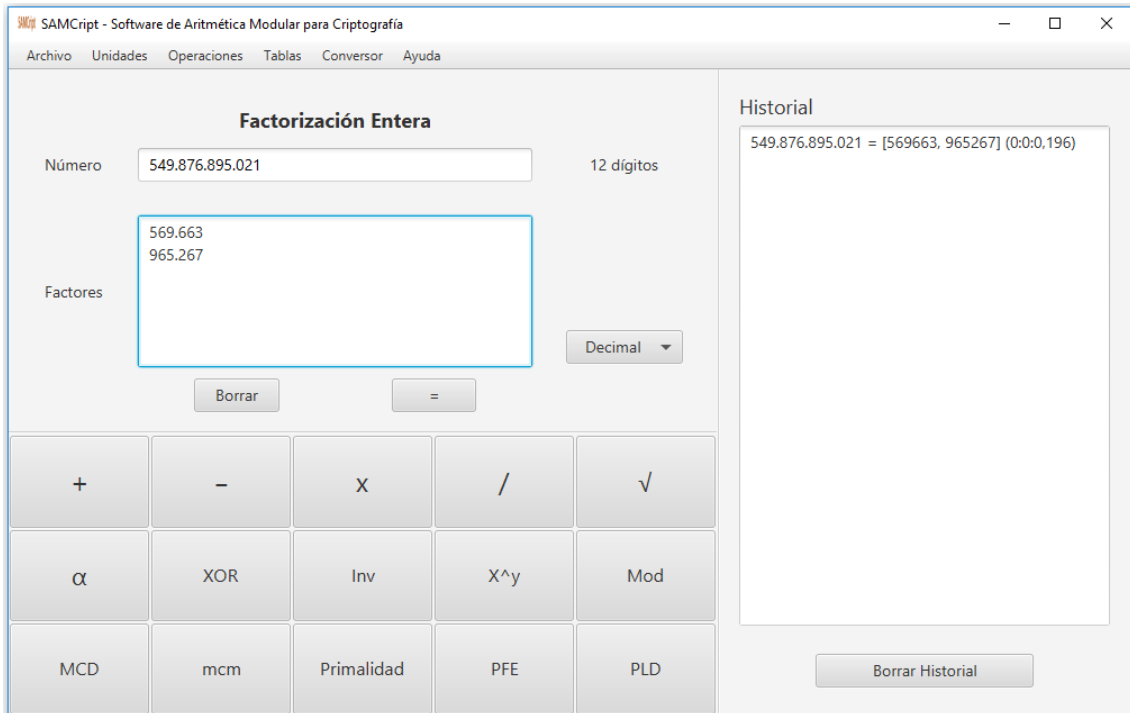 SAMCript - Software de Aritmética Modular para Criptografía
Archivo Unidades Operaciones Tablas Conversor Ayuda
Factorización Entera
Número 549.876.895.021 12 dígitos
Factores
569.663
965.267
Decimal
Borrar =
+ − x / √
α XOR Inv X^y Mod
MCD mcm Primalidad PFE PLD
Historial
549.876.895.021 = [569663, 965267] (0:0:0,196)
Borrar Historial